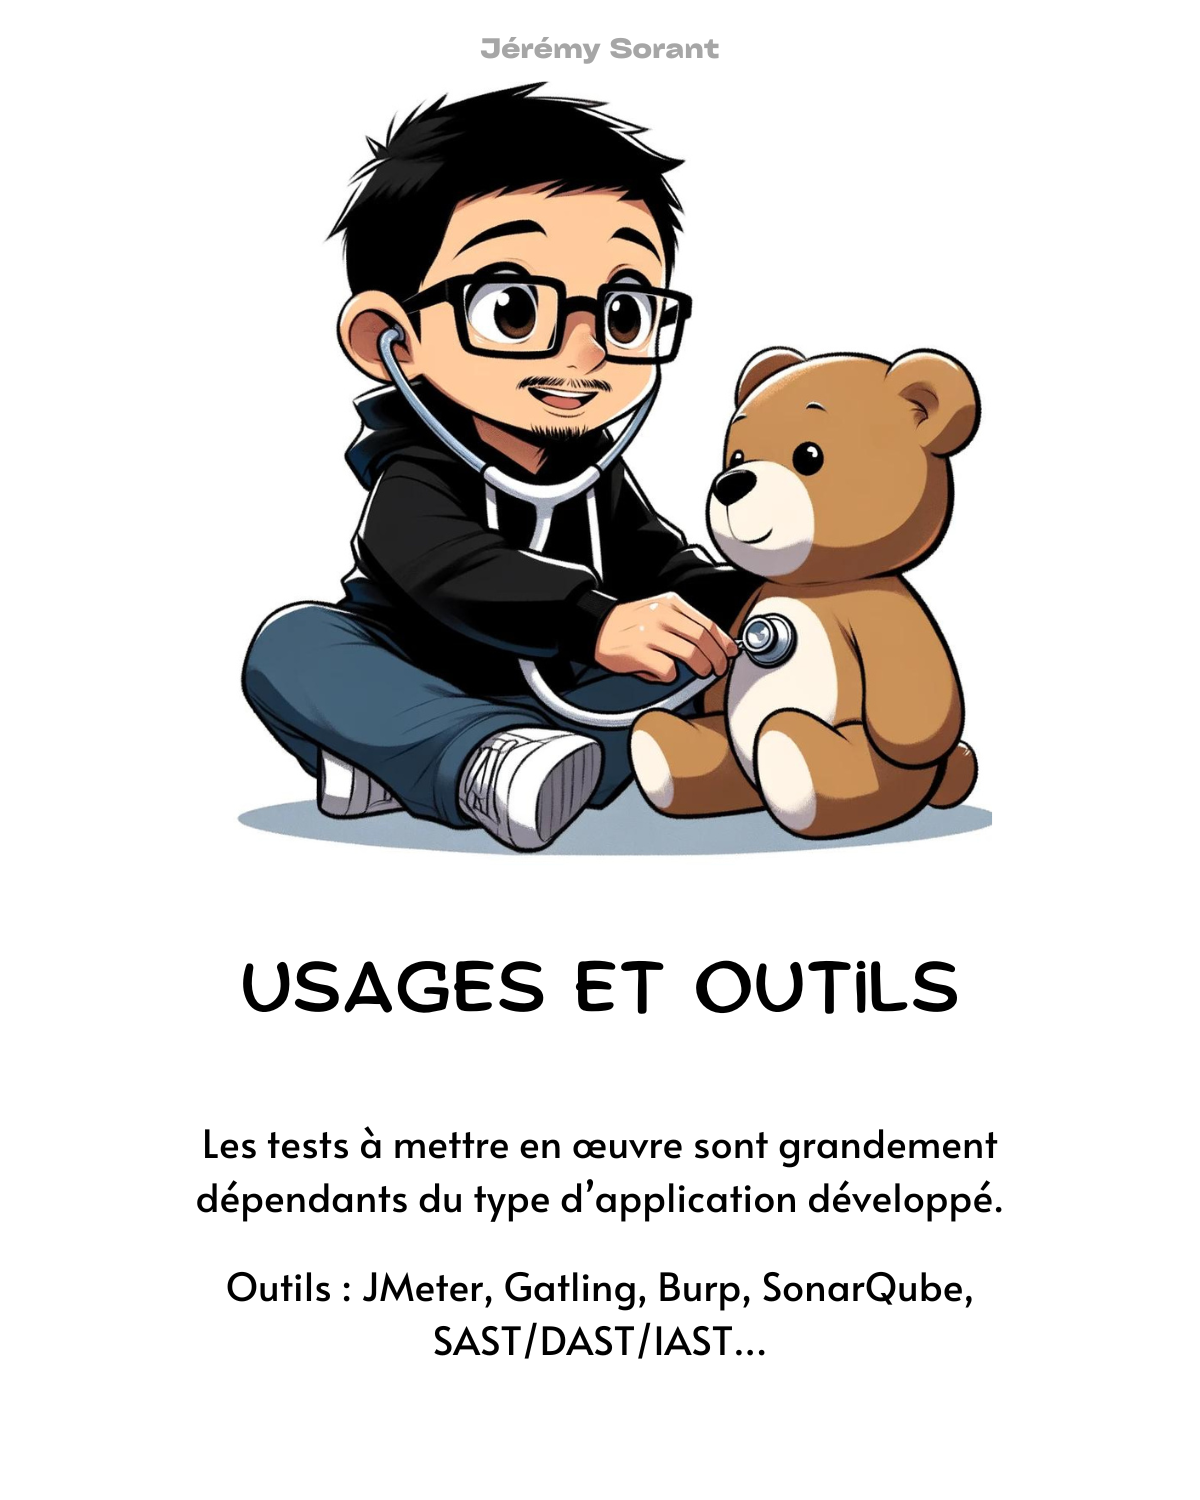 Jérémy Sorant
USAGES ET OUTiLS
Les tests à mettre en œuvre sont grandement
dépendants du type d’application développé.
Outils : JMeter, Gatling, Burp, SonarQube,
SAST/DAST/IAST...